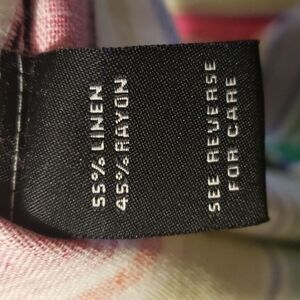 55% LINEN
45% RAYON
SEE REVERSE
FOR CARE